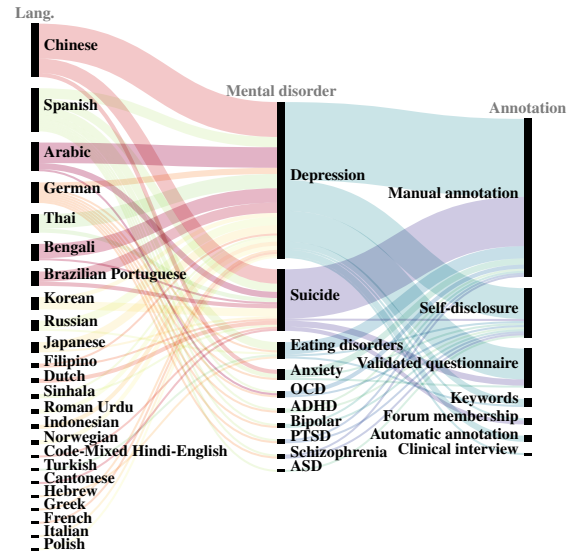 Lang.
Chinese
Spanish
Arabic
German
Thai
Bengali
Brazilian Portuguese
Korean
Russian
Japanese
Filipino
Dutch
Sinhala
Roman Urdu
Indonesian
Norwegian
Code-Mixed Hindi-English
Turkish
Cantonese
Hebrew
Greek
French
Italian
Polish
Mental disorder
Depression
Suicide
Eating disorders
Anxiety
OCD
ADHD
Bipolar
PTSD
Schizophrenia
ASD
Annotation
Manual annotation
Self-disclosure
Validated questionnaire
Keywords
Forum membership
Automatic annotation
Clinical interview